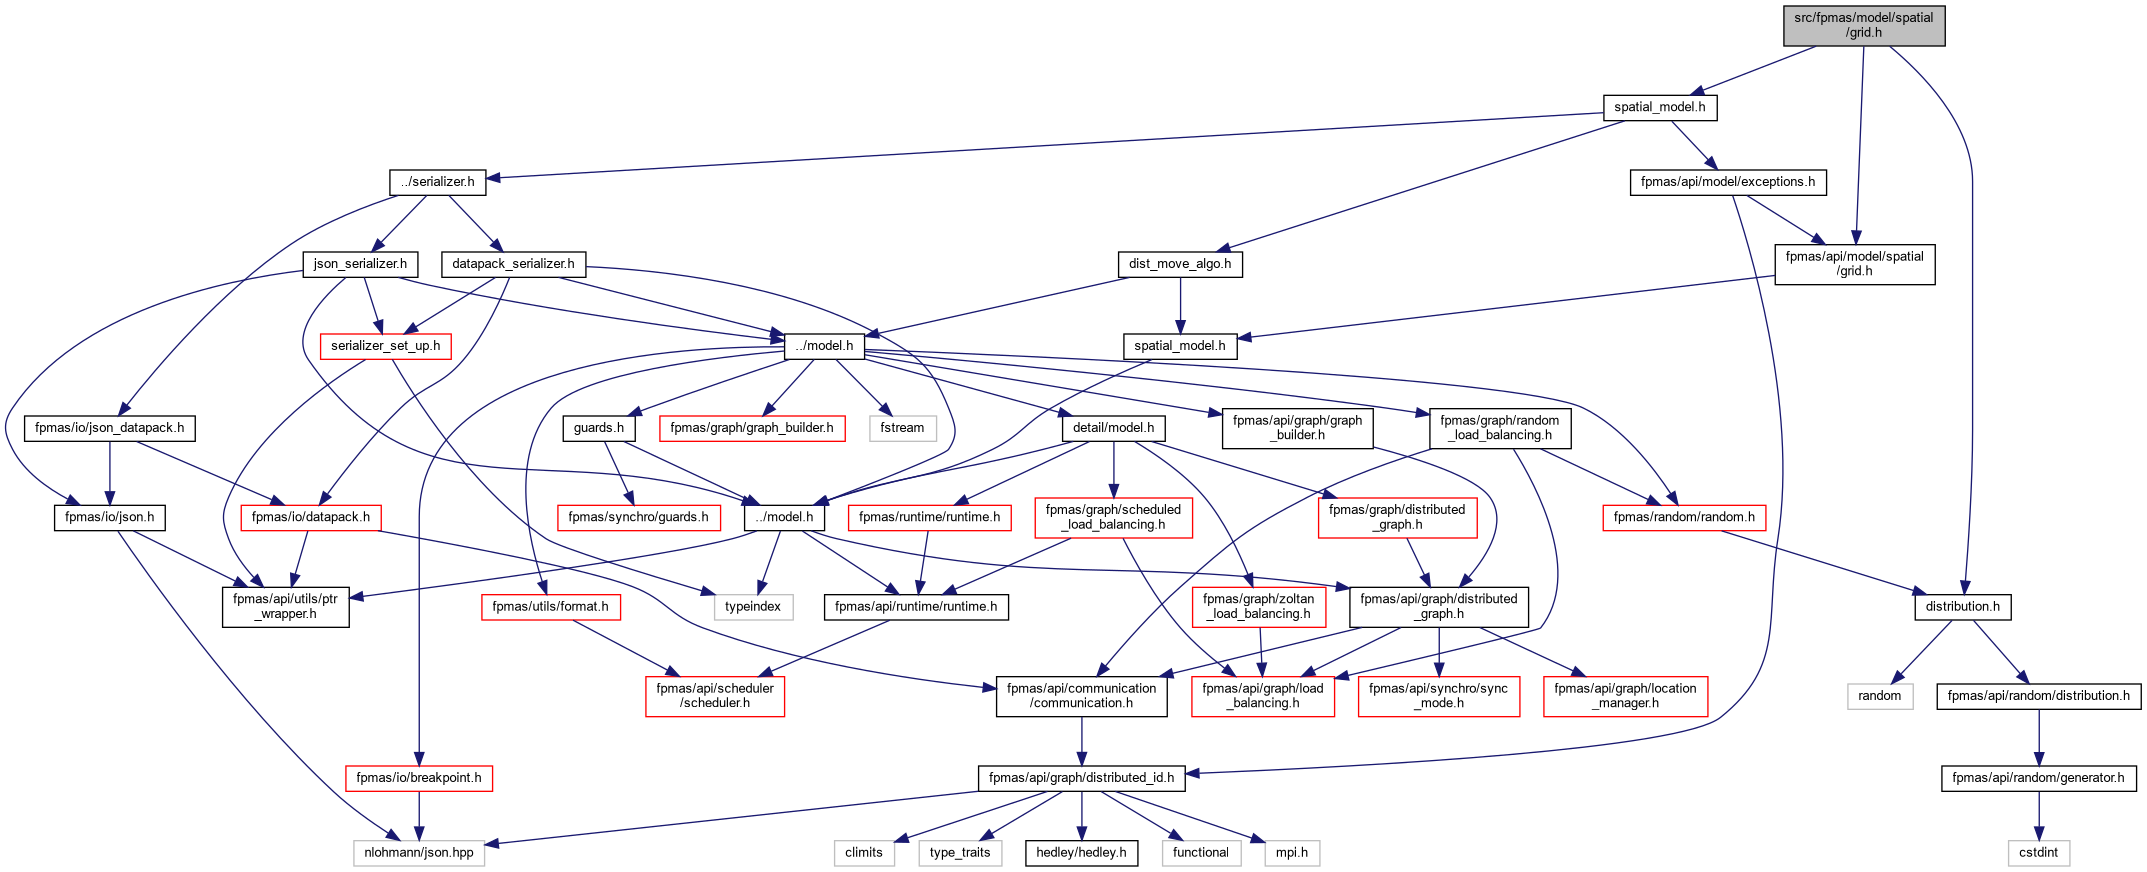 src/fpmas/model/spatial
/grid.h
spatial_model.h
../serializer.h
fpmas/api/model/exceptions.h
json_serializer.h
datapack_serializer.h
dist_move_algo.h
fpmas/api/model/spatial
/grid.h
serializer_set_up.h
../model.h
spatial_model.h
fpmas/io/json_datapack.h
guards.h
fpmas/graph/graph_builder.h
fstream
detail/model.h
fpmas/api/graph/graph
_builder.h
fpmas/graph/random
_load_balancing.h
fpmas/io/json.h
fpmas/io/datapack.h
fpmas/synchro/guards.h
../model.h
fpmas/runtime/runtime.h
fpmas/graph/scheduled
_load_balancing.h
fpmas/graph/distributed
_graph.h
fpmas/random/random.h
fpmas/api/utils/ptr
_wrapper.h
fpmas/utils/format.h
typeindex
fpmas/api/runtime/runtime.h
fpmas/graph/zoltan
_load_balancing.h
fpmas/api/graph/distributed
_graph.h
distribution.h
fpmas/api/scheduler
/scheduler.h
fpmas/api/communication
/communication.h
fpmas/api/graph/load
_balancing.h
fpmas/api/synchro/sync
_mode.h
fpmas/api/graph/location
_manager.h
random
fpmas/api/random/distribution.h
fpmas/io/breakpoint.h
fpmas/api/graph/distributed_id.h
fpmas/api/random/generator.h
nlohmann/json.hpp
climits
type_traits
hedley/hedley.h
functional
mpi.h
cstdint